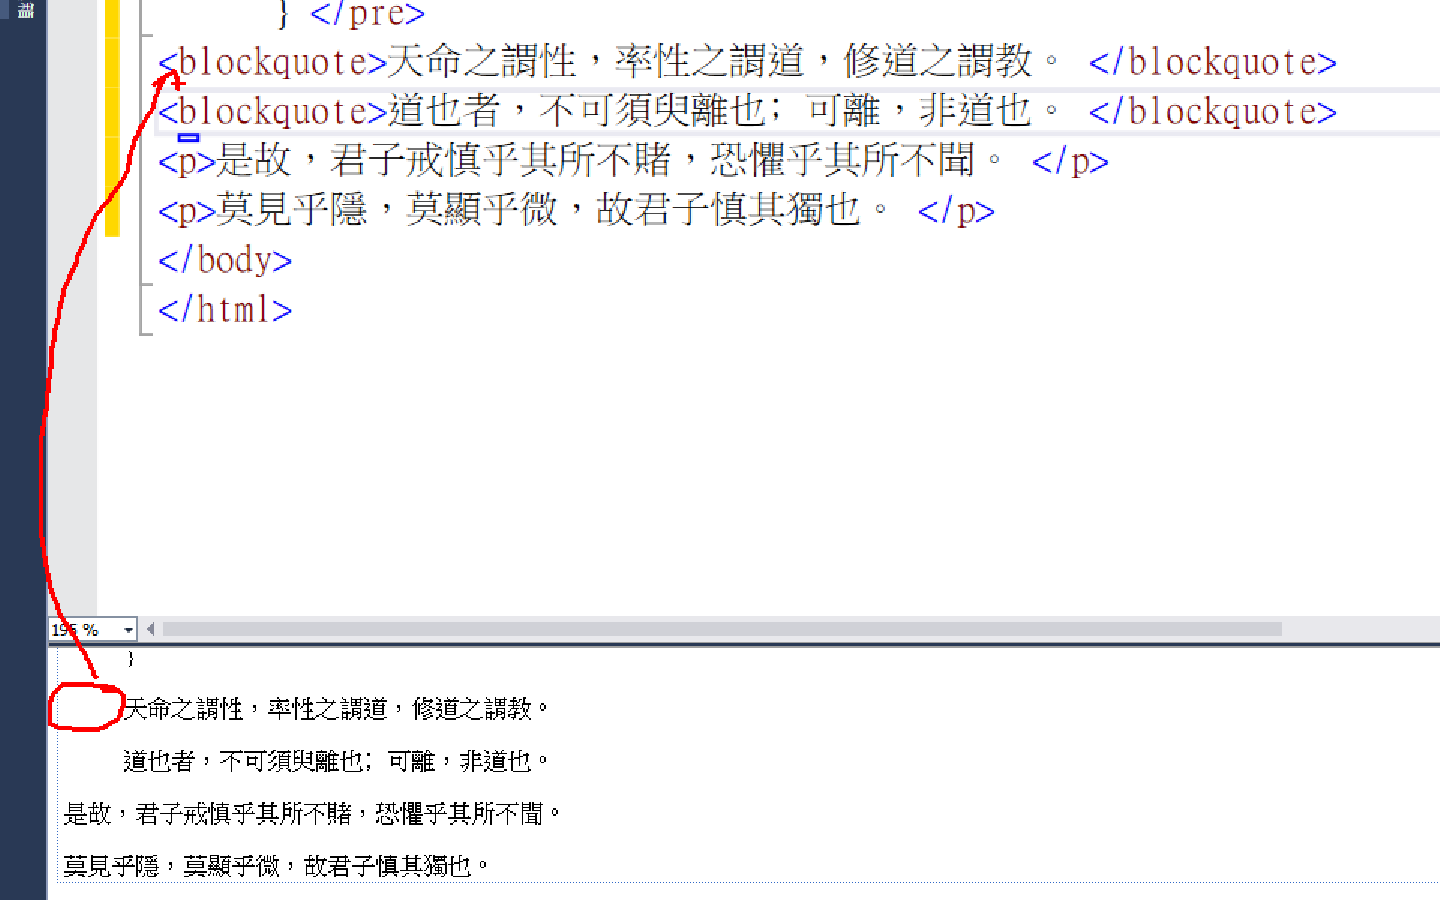 } </pre>
<blockquote>天命之謂性，率性之謂道，修道之謂教。 </blockquote>
<blockquote>道也者，不可須臾離也; 可離，非道也。 </blockquote>
<p>是故，君子戒慎乎其所不賭，恐懼乎其所不聞。 </p>
<p>莫見乎隱，莫顯乎微，故君子慎其獨也。 </p>
</body>
</html>
195 %
}
天命之謂性，率性之謂道，修道之謂教。
道也者，不可須臾離也; 可離，非道也。
是故，君子戒慎乎其所不賭，恐懼乎其所不聞。
莫見乎隱，莫顯乎微，故君子慎其獨也。